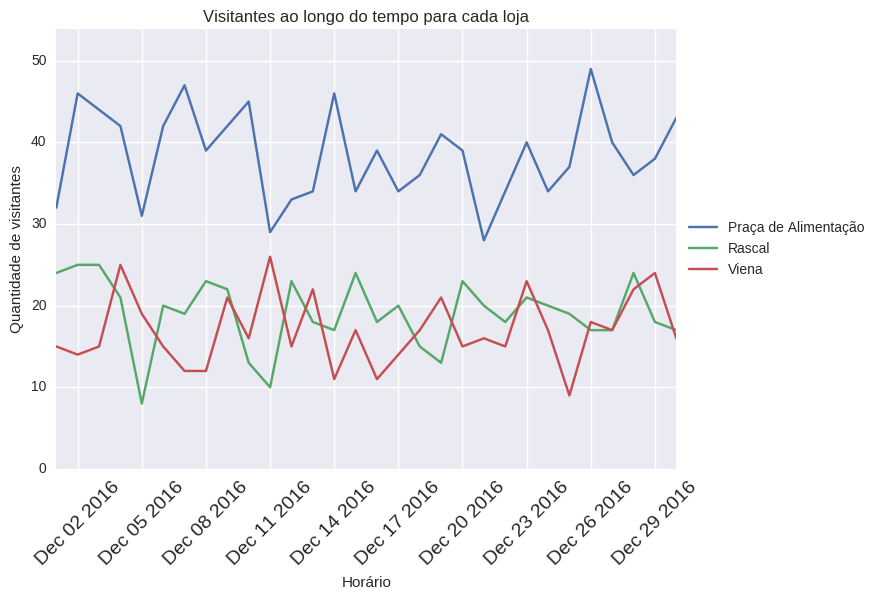 Visitantes ao longo do tempo para cada loja
Quantidade de visitantes
50
40
30
20
10
0
Dec 02 2016
Dec 05 2016
Dec 08 2016
Dec 11 2016
Dec 14 2016
Dec 17 2016
Dec 20 2016
Dec 23 2016
Dec 26 2016
Dec 29 2016
Horário
Praça de Alimentação
Rascal
Viena